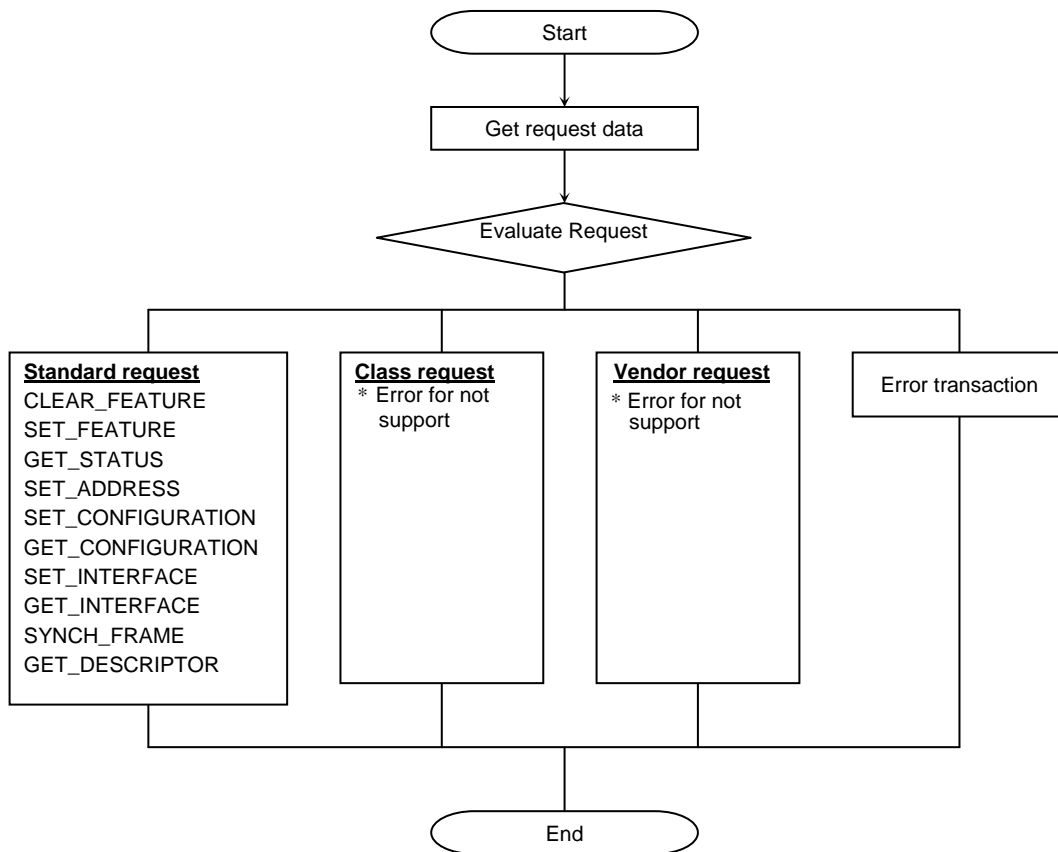 Start
Get request data
Evaluate Request
Standard request
CLEAR_FEATURE
SET_FEATURE
GET_STATUS
SET_ADDRESS
SET_CONFIGURATION
GET_CONFIGURATION
SET_INTERFACE
GET_INTERFACE
SYNCH_FRAME
GET_DESCRIPTOR
Class request
* Error for not
support
Vendor request
* Error for not
support
Error transaction
End